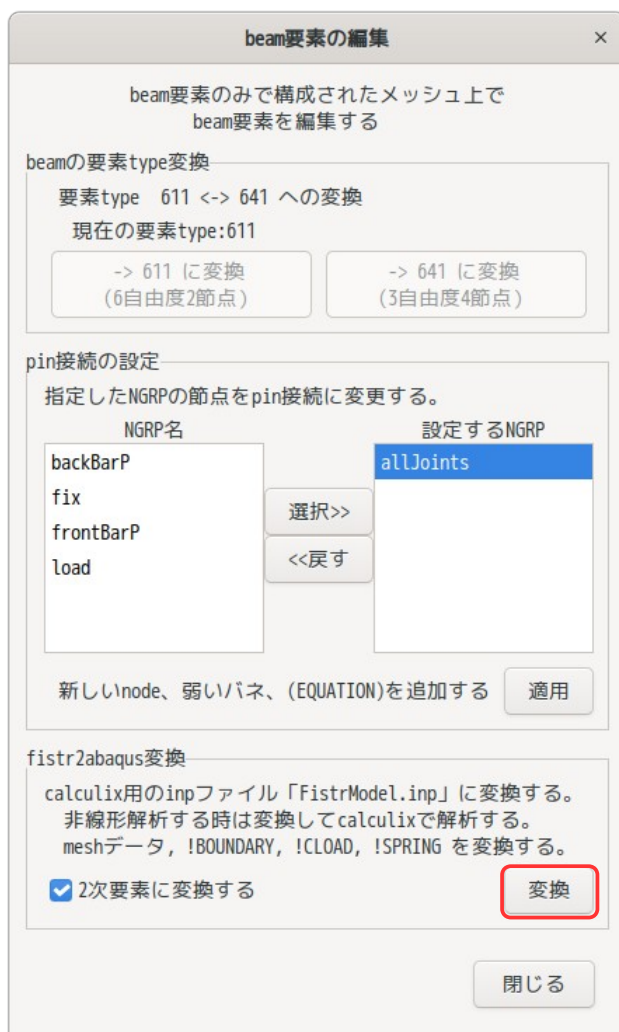 beam要素の編集
×
beam要素のみで構成されたメッシュ上で
beam要素を編集する
beamの要素type変換
要素type 611 <-> 641 への変換
現在の要素type:611
-> 611 に変換
(6自由度2節点)
-> 641 に変換
(3自由度4節点)
pin接続の設定
指定したNGRPの節点をpin接続に変更する。
NGRP名
設定するNGRP
backBarP
fix
frontBarP
load
選択>>
<<戻す
allJoints
新しいnode、弱いバネ、(EQUATION)を追加する
適用
fistr2abaqus変換
calculix用のinpファイル「FistrModel.inp」に変換する。
非線形解析する時は変換してcalculixで解析する。
meshデータ, !BOUNDARY, !CLOAD, !SPRING を変換する。
2次要素に変換する
変換
閉じる